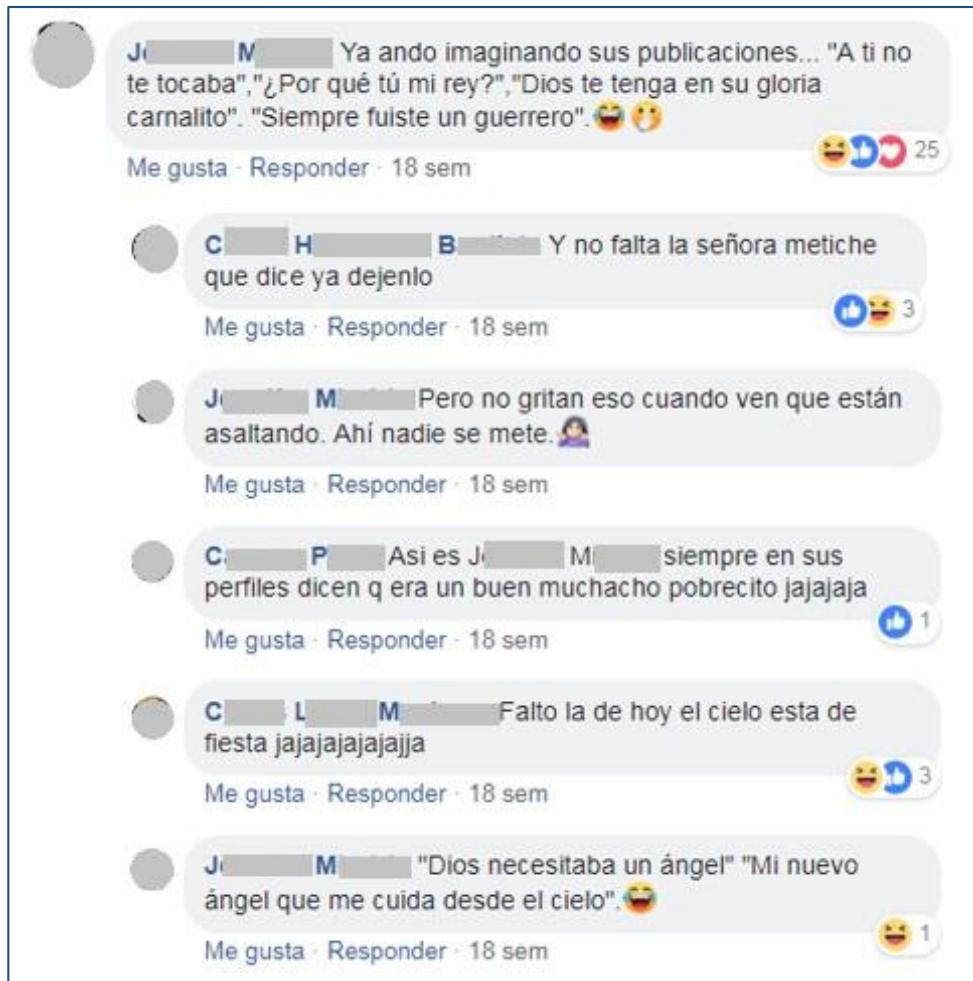 J M Ya ando imaginando sus publicaciones... "A ti no
te tocaba","¿Por qué tú mi rey?","Dios te tenga en su gloria
carnalito". "Siempre fuiste un guerrero".😂🤭
25
Me gusta · Responder · 18 sem
C H B Y no falta la señora metiche
que dice ya dejenlo
3
Me gusta · Responder · 18 sem
J M Pero no gritan eso cuando ven que están
asaltando. Ahí nadie se mete.🤷🏻‍♀️
Me gusta · Responder · 18 sem
C P Asi es J M siempre en sus
perfiles dicen q era un buen muchacho pobrecito jajajaja
1
Me gusta · Responder · 18 sem
C L M Falto la de hoy el cielo esta de
fiesta jajajajajajajja
3
Me gusta · Responder · 18 sem
J M "Dios necesitaba un ángel" "Mi nuevo
ángel que me cuida desde el cielo".😂
1
Me gusta · Responder · 18 sem